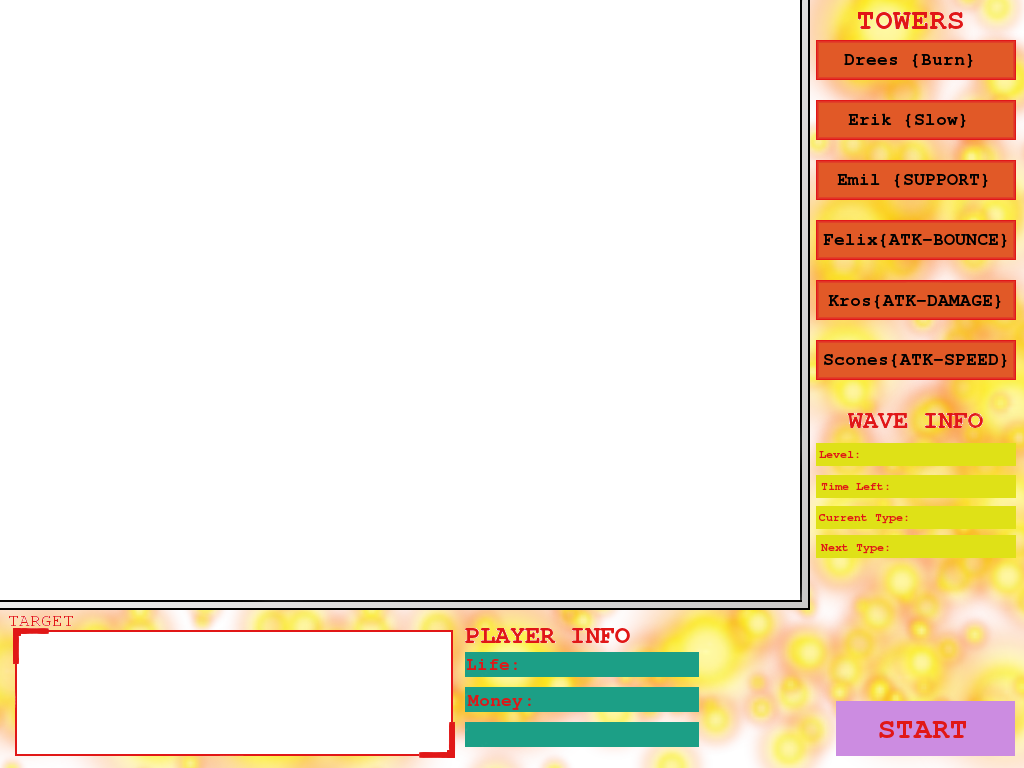 TOWERS
Drees {Burn}
Erik {Slow}
Emil {SUPPORT}
Felix{ATK-BOUNCE}
Kros{ATK-DAMAGE}
Scones{ATK-SPEED}
WAVE INFO
Level:
Time Left:
Current Type:
Next Type:
TARGET
PLAYER INFO
Life:
Money:
START